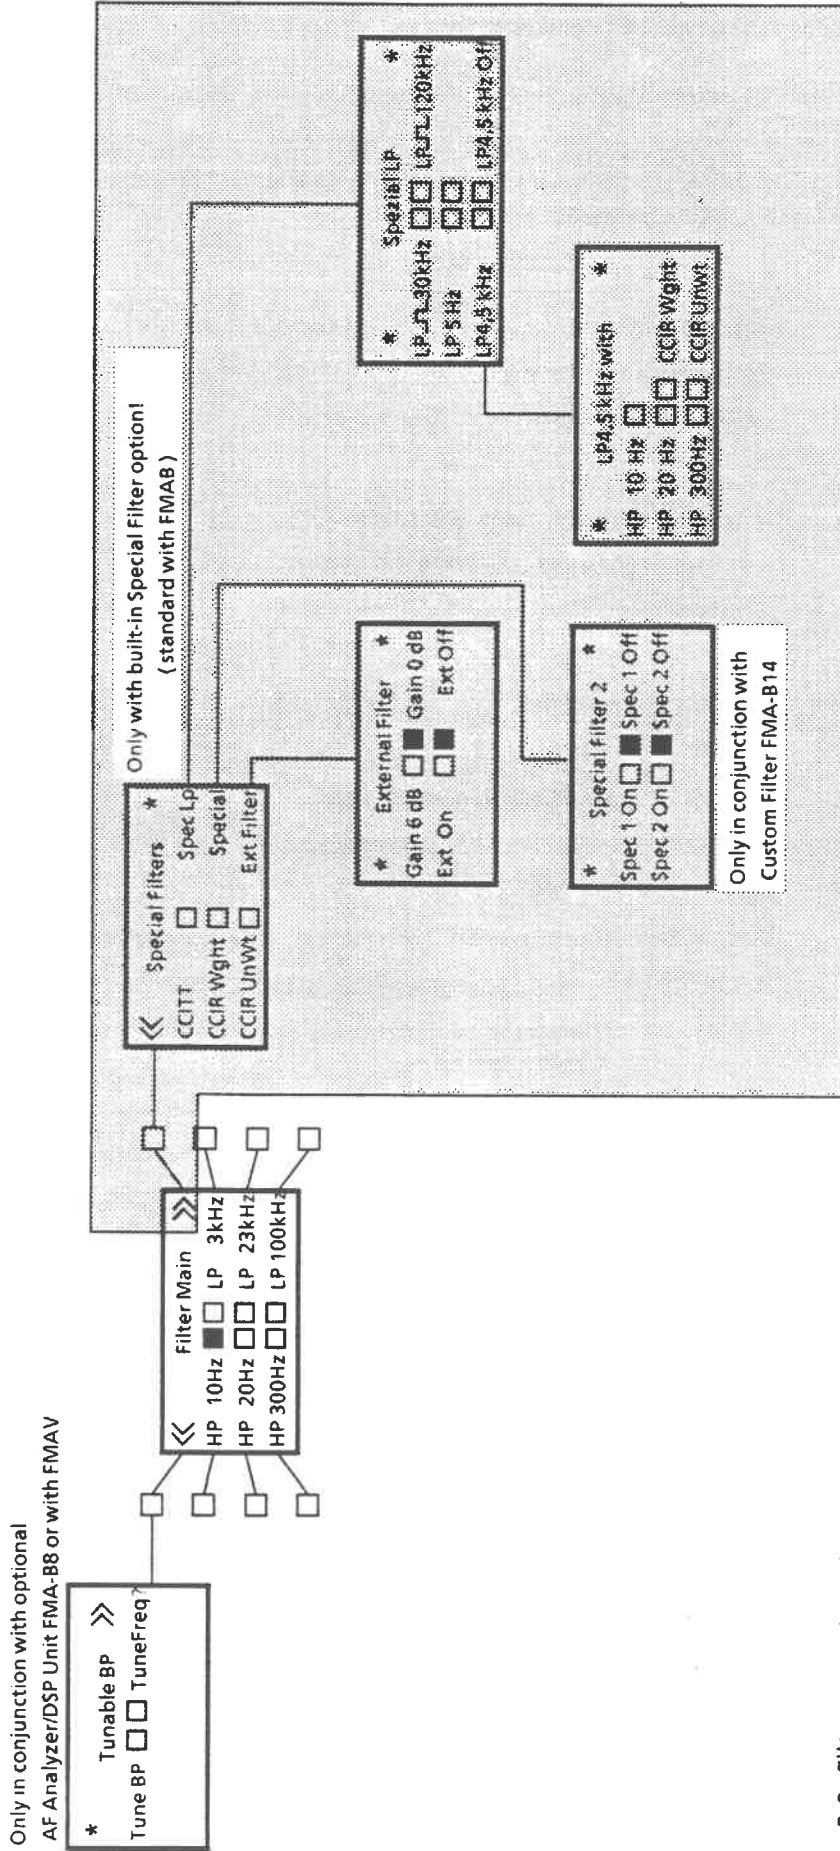 Only in conjunction with optional
AF Analyzer/DSP Unit FMA-B8 or with FMAV
* Tunable BP >>
Tune BP □ □ TuneFreq?
<< Filter Main >>
HP 10Hz ■ □ LP 3kHz
HP 20Hz □ □ LP 23kHz
HP 300Hz □ □ LP 100kHz
Only with built-in Special Filter option!
(standard with FMAB)
<< Special Filters *
CCITT □ Spec Lp
CCIR Wght □ Special
CCIR UnWt □ Ext Filter
* External Filter *
Gain 6 dB □ ■ Gain 0 dB
Ext On □ ■ Ext Off
* Special Filter 2 *
Spec 1 On □ ■ Spec 1 Off
Spec 2 On □ ■ Spec 2 Off
Only in conjunction with
Custom Filter FMA-B14
* Spezial LP *
LP 30kHz □ □ LP 120kHz
LP 5 Hz □ □
LP4,5 kHz □ □ LP4,5 kHz Off
* LP4,5 kHz with *
HP 10 Hz □
HP 20 Hz □ □ CCIR Wght
HP 300Hz □ □ CCIR UnWt